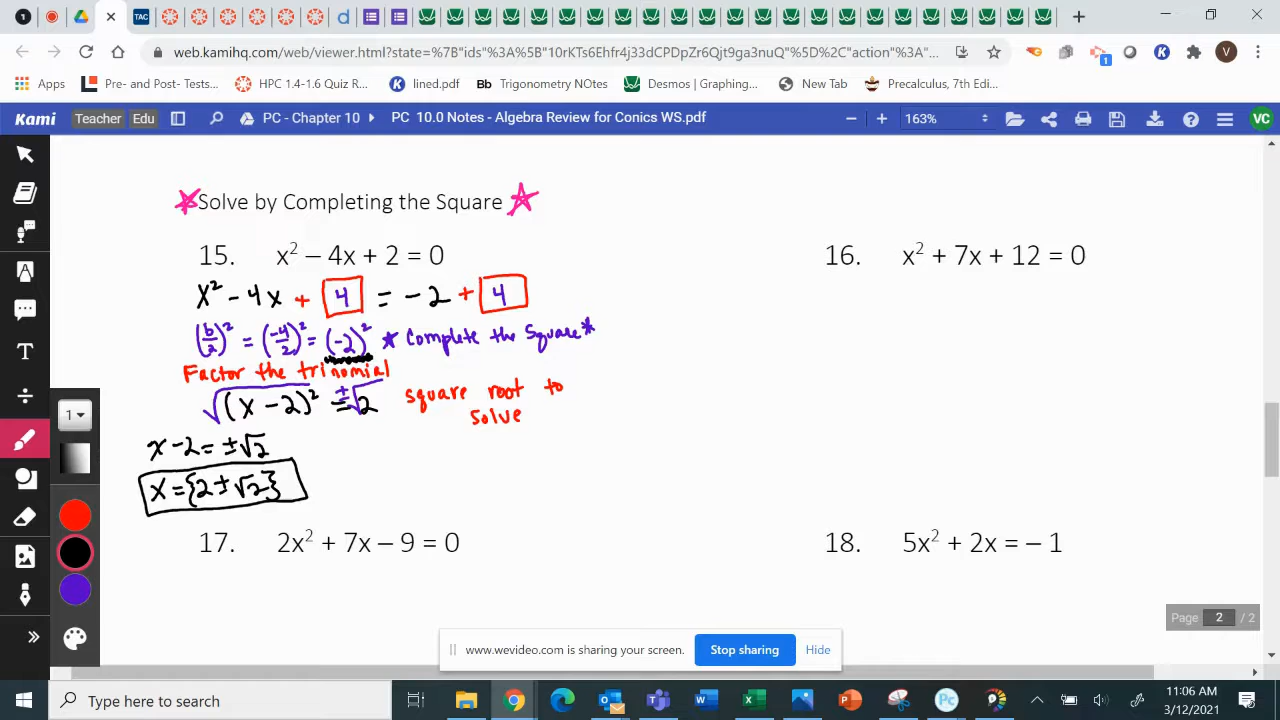 web.kamihq.com/web/viewer.html?state=%7B"ids"%3A%5B"10rKTs6Ehfr4j33dCPDpZr6Qjt9ga3nuQ"%5D%2C"action"%3A"...
Apps Pre- and Post- Tests... HPC 1.4-1.6 Quiz R... lined.pdf Bb Trigonometry NOtes Desmos | Graphing... New Tab Precalculus, 7th Edi...
Kami Teacher Edu PC - Chapter 10 PC 10.0 Notes - Algebra Review for Conics WS.pdf 163% VC
Solve by Completing the Square
15. x² – 4x + 2 = 0
16. x² + 7x + 12 = 0
x² - 4x + 4 = -2 + 4
(b/2)² = (-4/2)² = (-2)² * Complete the Square*
Factor the trinomial
√(x - 2)² = ±√2 square root to
solve
x - 2 = ±√2
x = {2 ± √2}
17. 2x² + 7x – 9 = 0
18. 5x² + 2x = – 1
Page 2 / 2
www.wevideo.com is sharing your screen. Stop sharing Hide
Type here to search
11:06 AM
3/12/2021